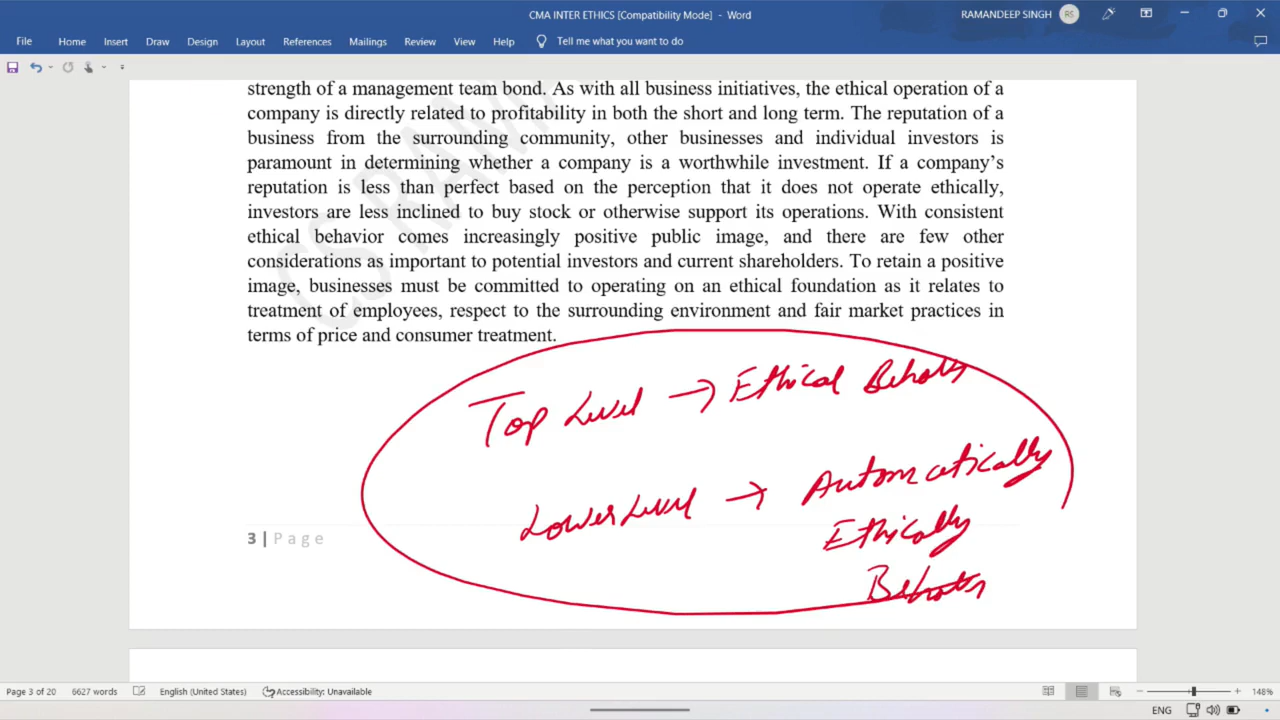 CMA INTER ETHICS [Compatibility Mode] - Word
RAMANDEEP SINGH RS
File Home Insert Draw Design Layout References Mailings Review View Help Tell me what you want to do
strength of a management team bond. As with all business initiatives, the ethical operation of a
company is directly related to profitability in both the short and long term. The reputation of a
business from the surrounding community, other businesses and individual investors is
paramount in determining whether a company is a worthwhile investment. If a company's
reputation is less than perfect based on the perception that it does not operate ethically,
investors are less inclined to buy stock or otherwise support its operations. With consistent
ethical behavior comes increasingly positive public image, and there are few other
considerations as important to potential investors and current shareholders. To retain a positive
image, businesses must be committed to operating on an ethical foundation as it relates to
treatment of employees, respect to the surrounding environment and fair market practices in
terms of price and consumer treatment.
Top Level → Ethical
Lower Level → Automatically
Ethically
3 | Page
Page 3 of 20 6627 words English (United States) Accessibility: Unavailable 148%
ENG